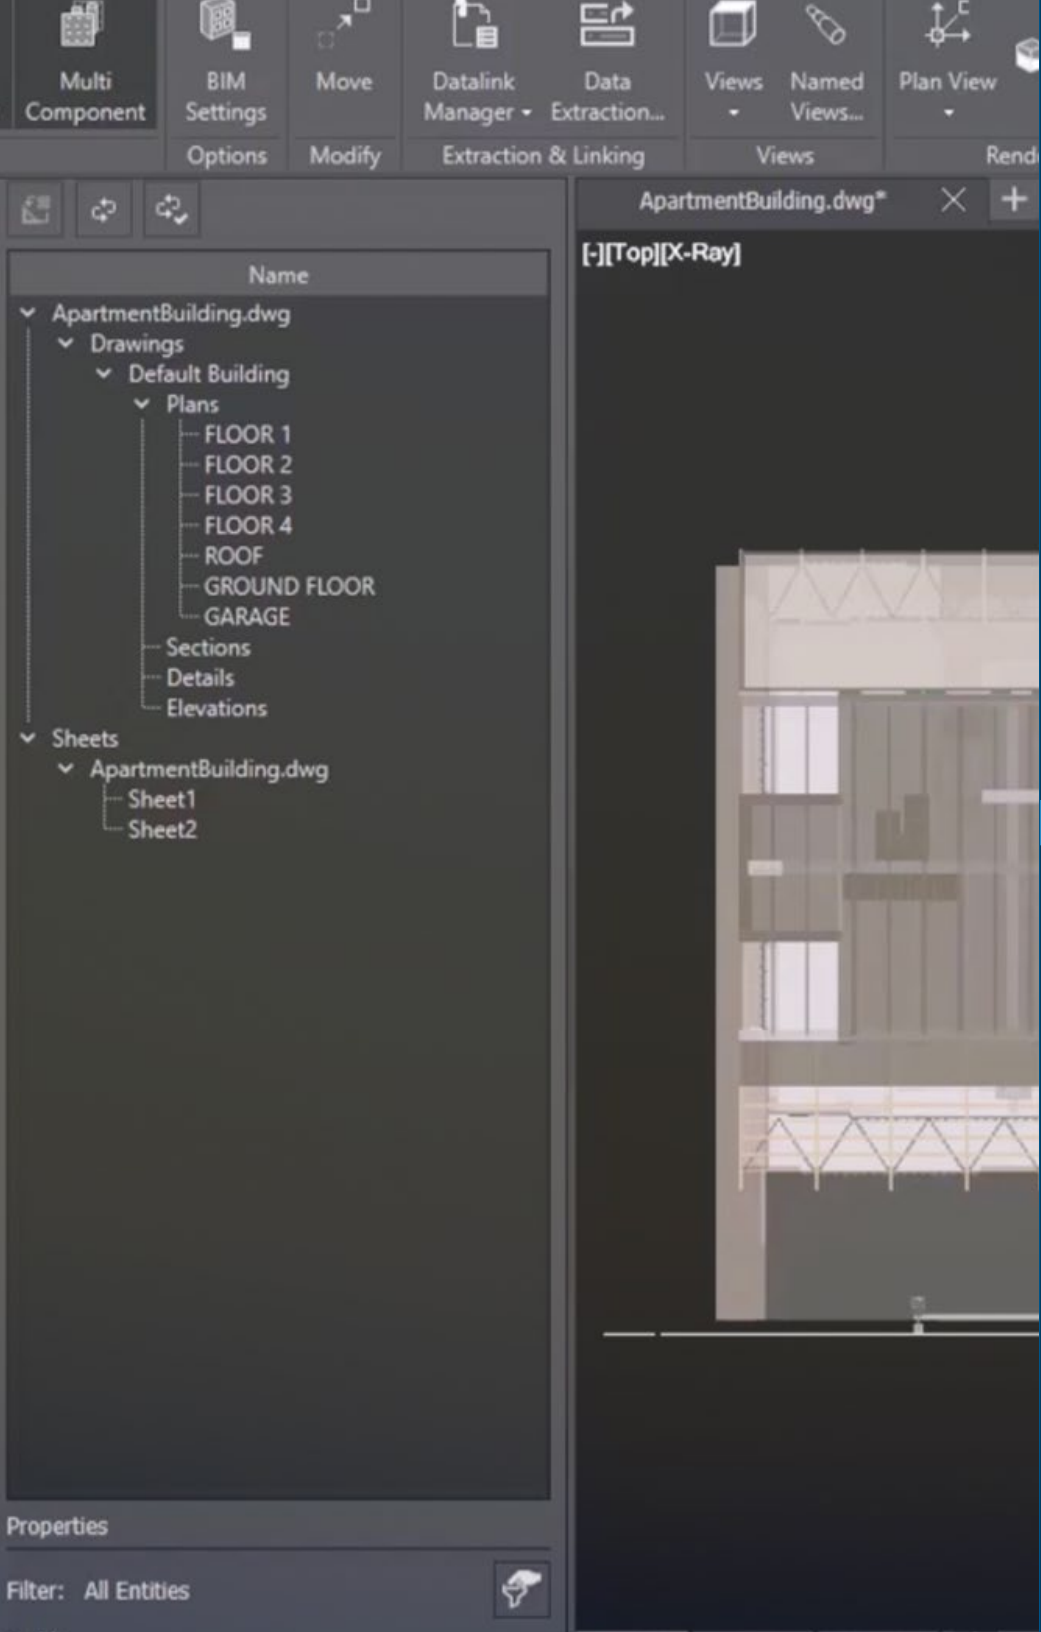 Multi Component
BIM Settings
Move
Datalink Manager
Data Extraction...
Views
Named Views...
Plan View
Options
Modify
Extraction & Linking
Views
ApartmentBuilding.dwg*
[-][Top][X-Ray]
Name
ApartmentBuilding.dwg
Drawings
Default Building
Plans
FLOOR 1
FLOOR 2
FLOOR 3
FLOOR 4
ROOF
GROUND FLOOR
GARAGE
Sections
Details
Elevations
Sheets
ApartmentBuilding.dwg
Sheet1
Sheet2
Properties
Filter: All Entities